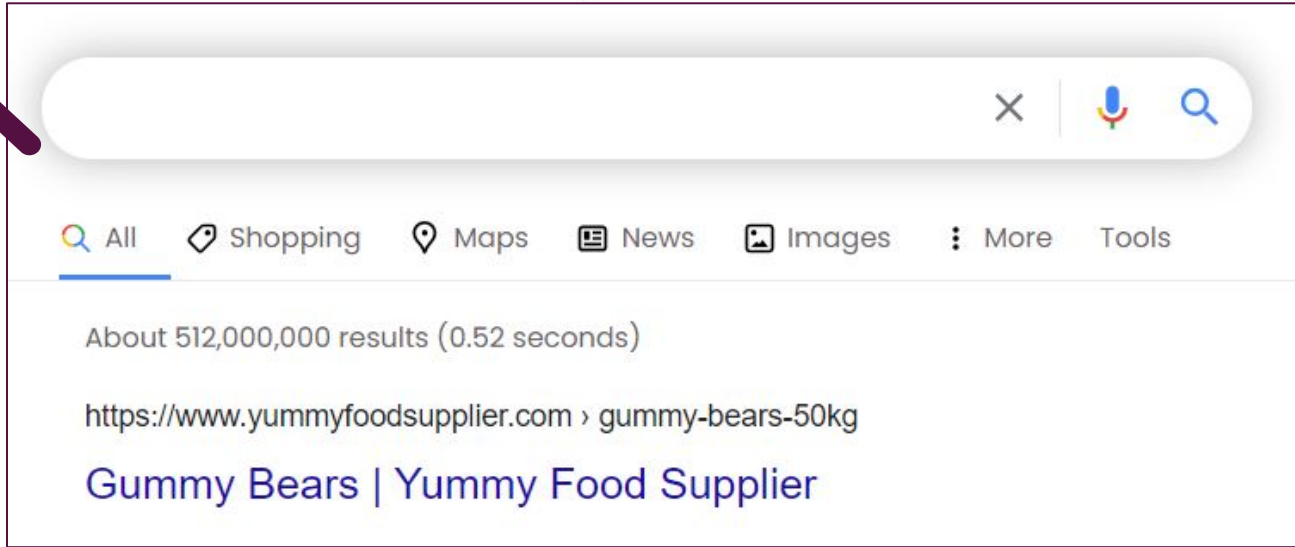 All Shopping Maps News Images More Tools
About 512,000,000 results (0.52 seconds)
https://www.yummyfoodsupplier.com › gummy-bears-50kg
Gummy Bears | Yummy Food Supplier